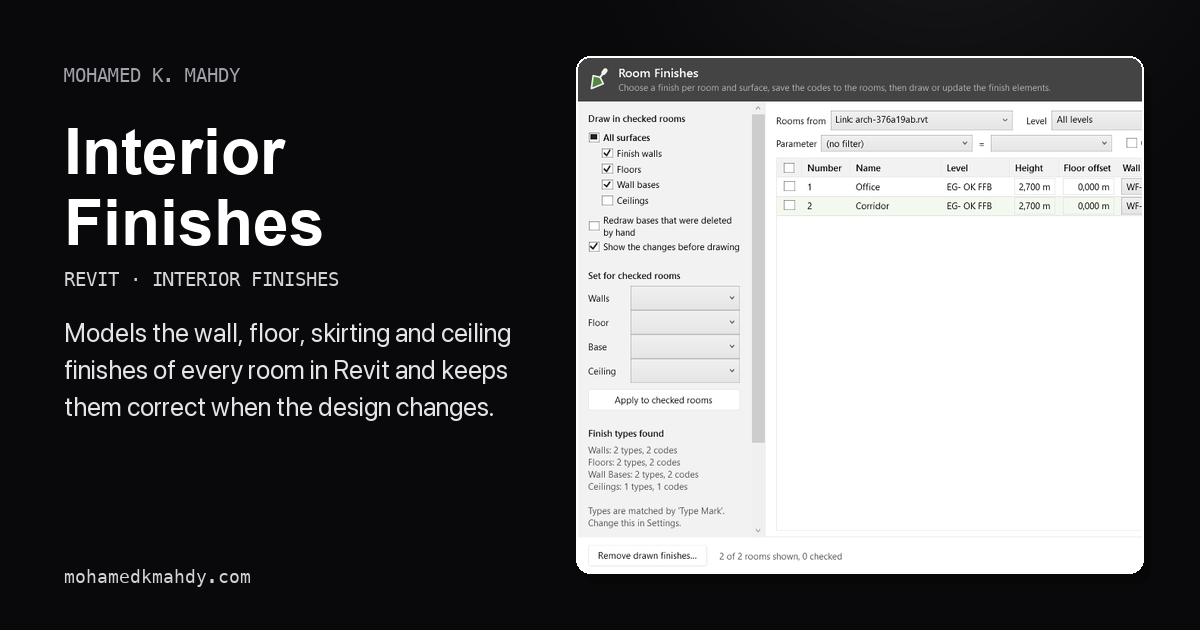 MOHAMED K. MAHDY
Interior
Finishes
REVIT · INTERIOR FINISHES
Models the wall, floor, skirting and ceiling
finishes of every room in Revit and keeps
them correct when the design changes.
mohamedkmahdy.com
Room Finishes
Choose a finish per room and surface, save the codes to the rooms, then draw or update the finish elements.
Draw in checked rooms
All surfaces
Finish walls
Floors
Wall bases
Ceilings
Redraw bases that were deleted
by hand
Show the changes before drawing
Set for checked rooms
Walls
Floor
Base
Ceiling
Apply to checked rooms
Finish types found
Walls: 2 types, 2 codes
Floors: 2 types, 2 codes
Wall Bases: 2 types, 2 codes
Ceilings: 1 types, 1 codes
Types are matched by 'Type Mark'.
Change this in Settings.
Rooms from Link: arch-376a19ab.rvt Level All levels
Parameter (no filter) =
Number Name Level Height Floor offset Wall
1 Office EG- OK FFB 2,700 m 0,000 m WF-
2 Corridor EG- OK FFB 2,700 m 0,000 m WF-
Remove drawn finishes... 2 of 2 rooms shown, 0 checked